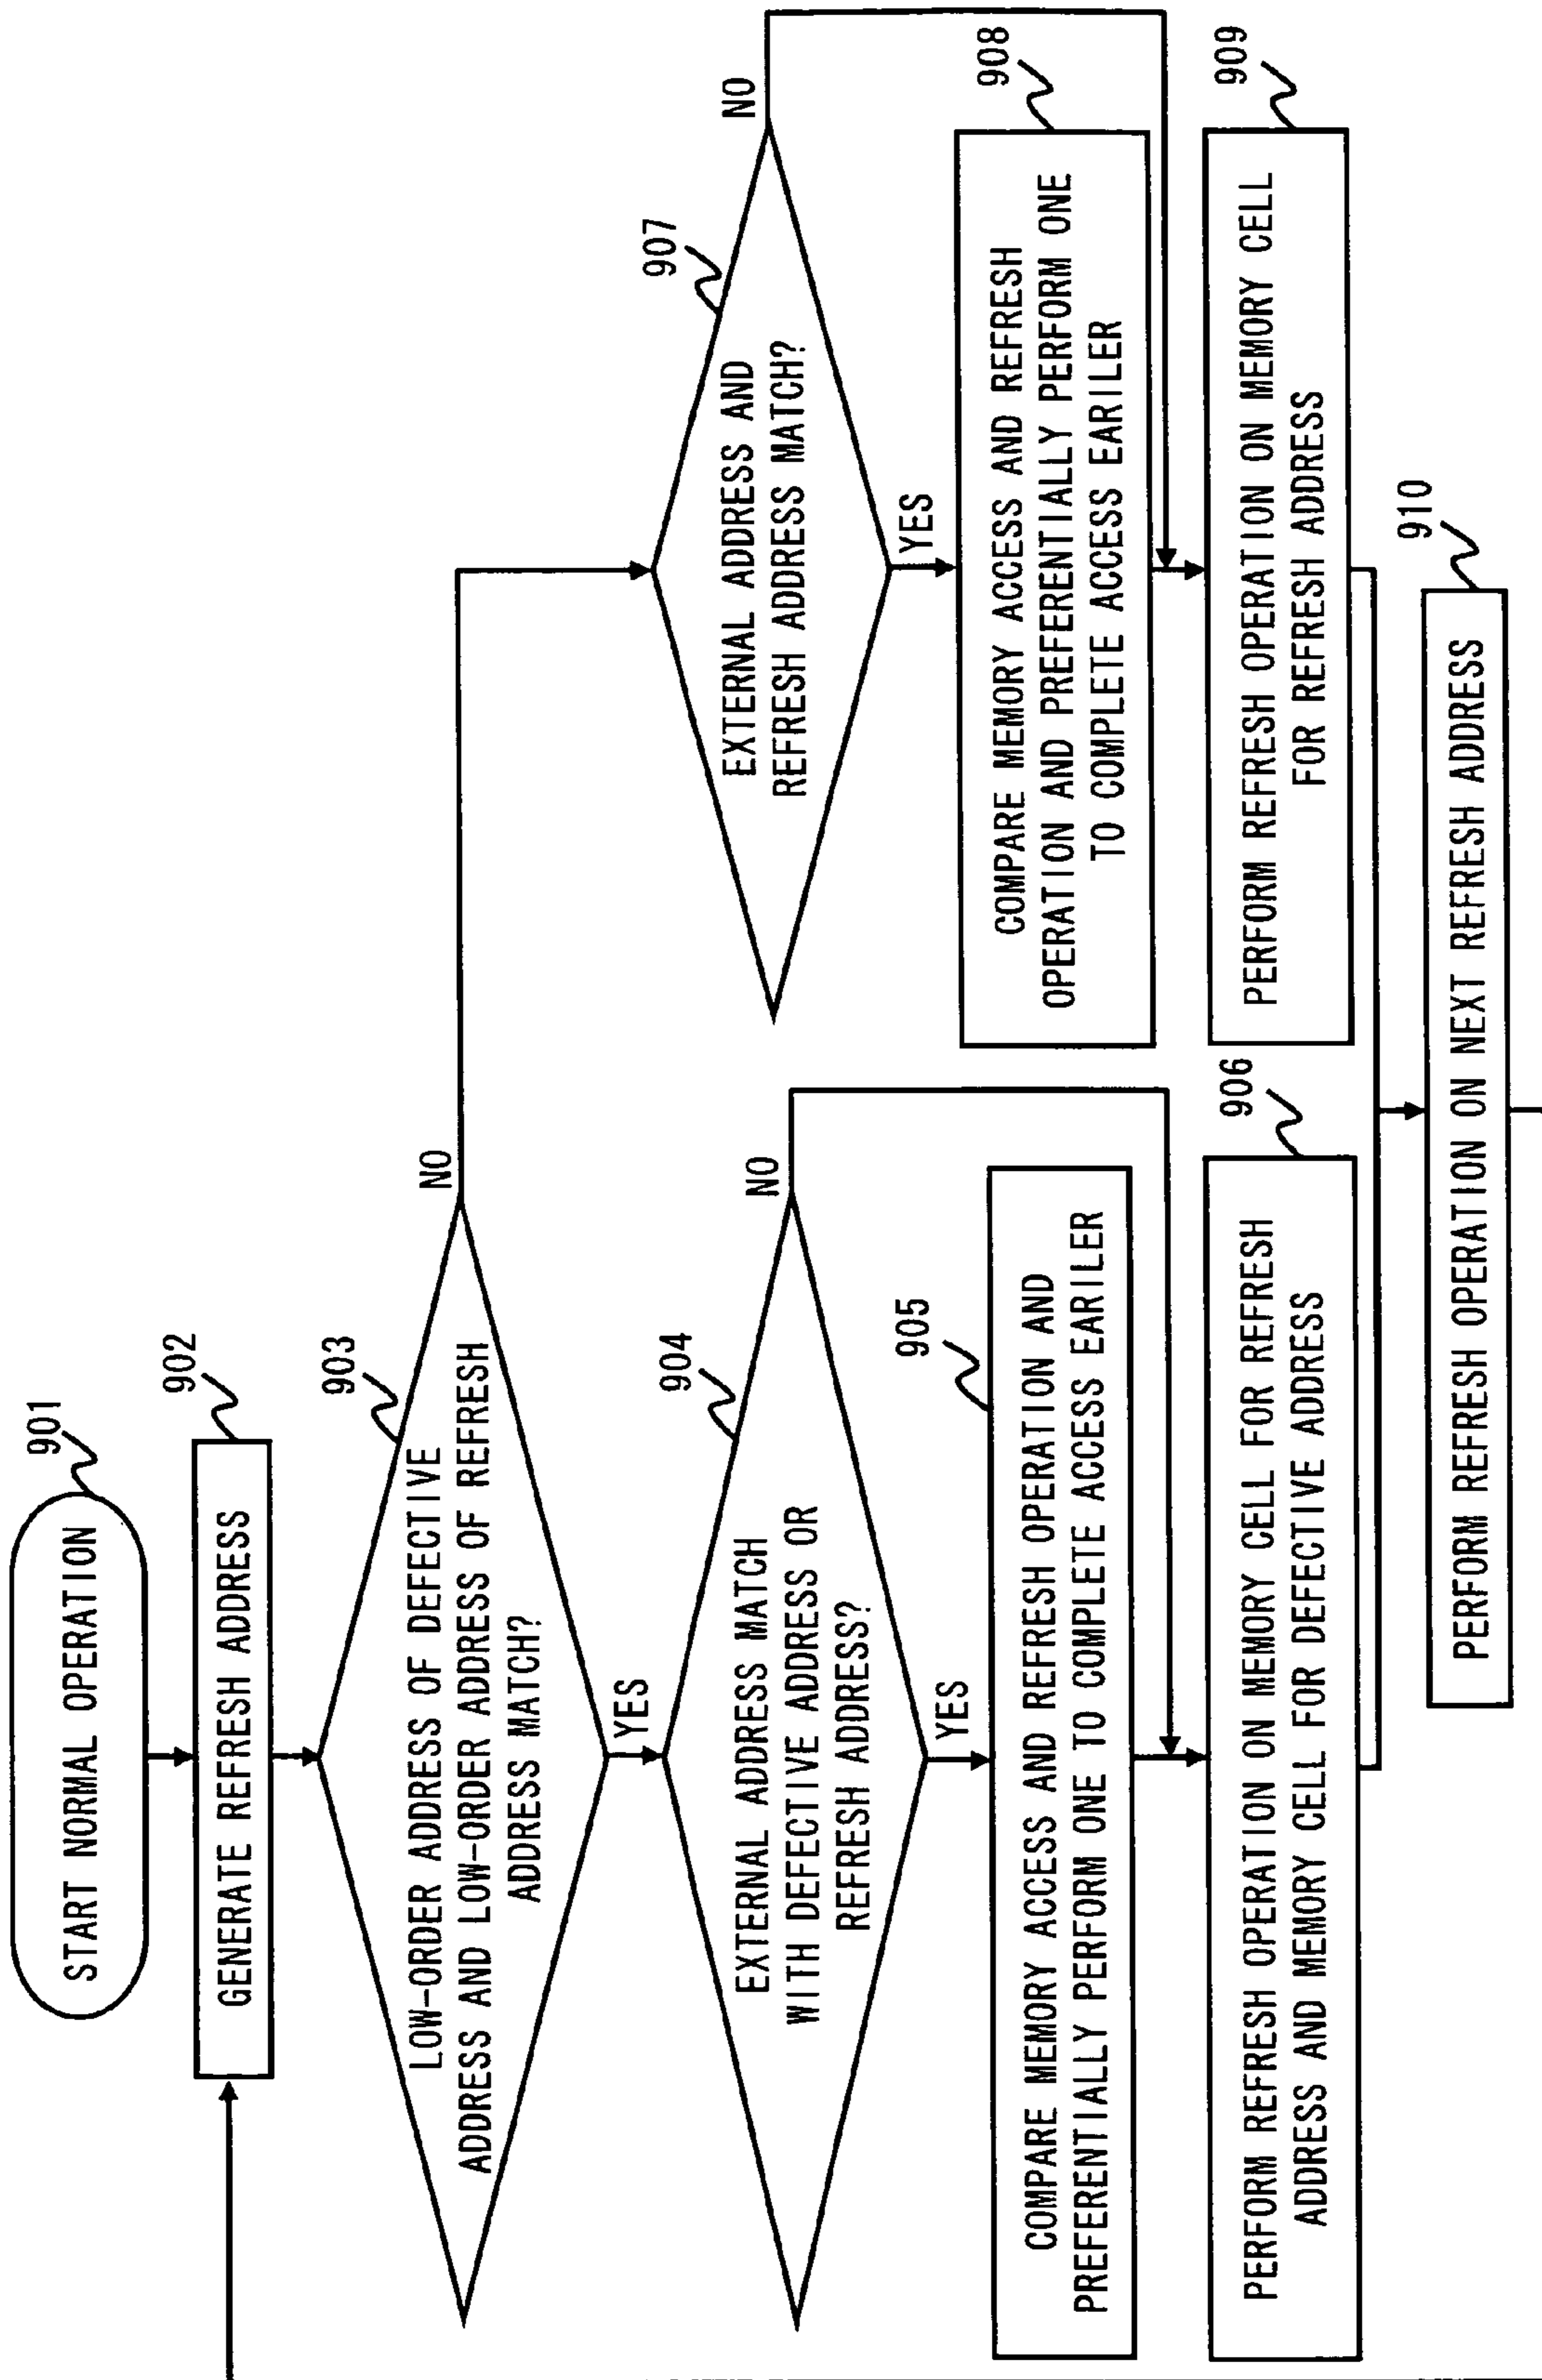 901
START NORMAL OPERATION
902
GENERATE REFRESH ADDRESS
903
LOW-ORDER ADDRESS OF DEFECTIVE
ADDRESS AND LOW-ORDER ADDRESS OF REFRESH
ADDRESS MATCH?
NO
YES
904
EXTERNAL ADDRESS MATCH
WITH DEFECTIVE ADDRESS OR
REFRESH ADDRESS?
NO
YES
905
COMPARE MEMORY ACCESS AND REFRESH OPERATION AND
PREFERENTIALLY PERFORM ONE TO COMPLETE ACCESS EARILER
906
PERFORM REFRESH OPERATION ON MEMORY CELL FOR REFRESH
ADDRESS AND MEMORY CELL FOR DEFECTIVE ADDRESS
907
EXTERNAL ADDRESS AND
REFRESH ADDRESS MATCH?
NO
YES
908
COMPARE MEMORY ACCESS AND REFRESH
OPERATION AND PREFERENTIALLY PERFORM ONE
TO COMPLETE ACCESS EARILER
909
PERFORM REFRESH OPERATION ON MEMORY CELL
FOR REFRESH ADDRESS
910
PERFORM REFRESH OPERATION ON NEXT REFRESH ADDRESS